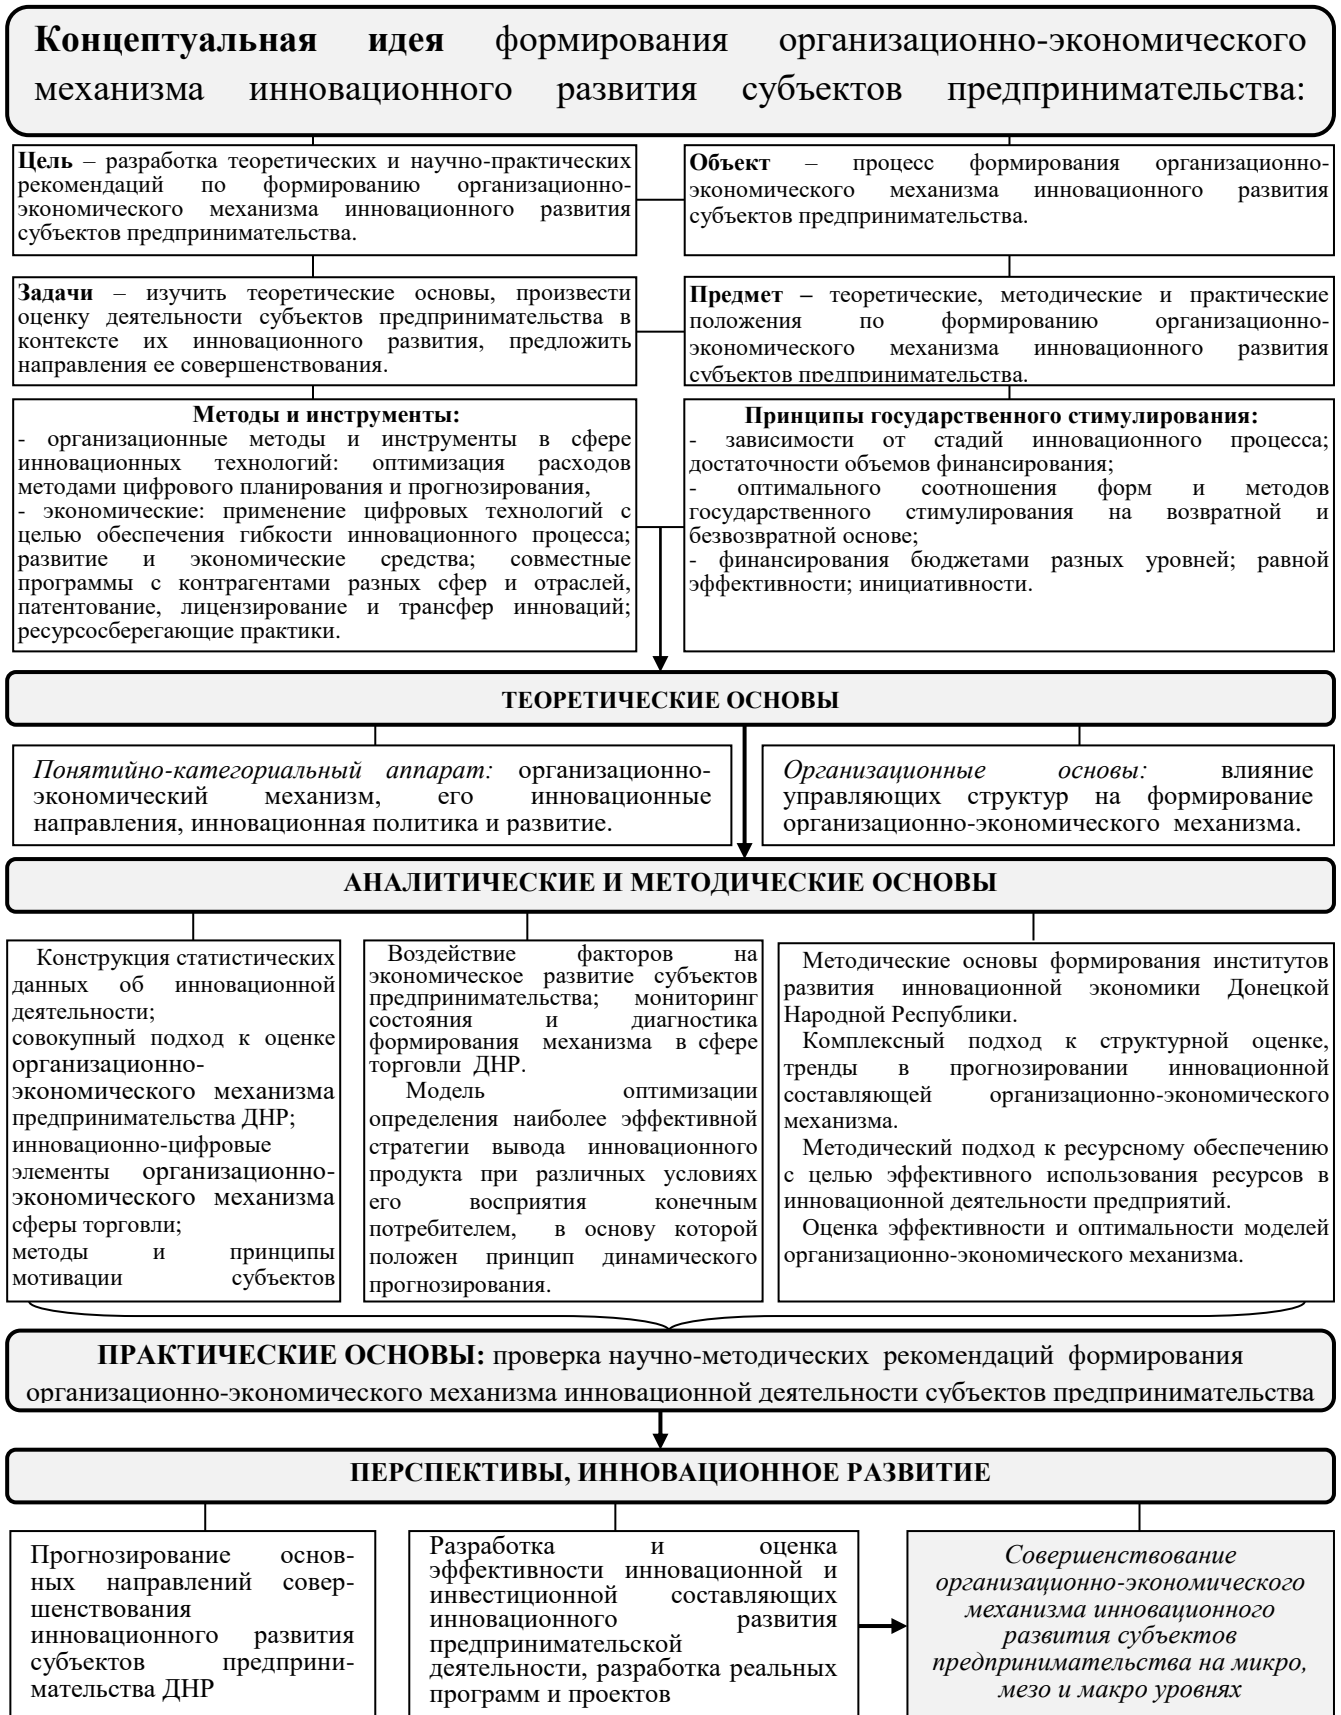 Концептуальная идея формирования организационно-экономического
механизма инновационного развития субъектов предпринимательства:
Цель – разработка теоретических и научно-практических
рекомендаций по формированию организационно-
экономического механизма инновационного развития
субъектов предпринимательства.
Объект – процесс формирования организационно-
экономического механизма инновационного развития
субъектов предпринимательства.
Задачи – изучить теоретические основы, произвести
оценку деятельности субъектов предпринимательства в
контексте их инновационного развития, предложить
направления ее совершенствования.
Предмет – теоретические, методические и практические
положения по формированию организационно-
экономического механизма инновационного развития
субъектов предпринимательства.
Методы и инструменты:
- организационные методы и инструменты в сфере
инновационных технологий: оптимизация расходов
методами цифрового планирования и прогнозирования,
- экономические: применение цифровых технологий с
целью обеспечения гибкости инновационного процесса;
развитие и экономические средства; совместные
программы с контрагентами разных сфер и отраслей,
патентование, лицензирование и трансфер инноваций;
ресурсосберегающие практики.
Принципы государственного стимулирования:
- зависимости от стадий инновационного процесса;
достаточности объемов финансирования;
- оптимального соотношения форм и методов
государственного стимулирования на возвратной и
безвозвратной основе;
- финансирования бюджетами разных уровней; равной
эффективности; инициативности.
ТЕОРЕТИЧЕСКИЕ ОСНОВЫ
Понятийно-категориальный аппарат: организационно-
экономический механизм, его инновационные
направления, инновационная политика и развитие.
Организационные основы: влияние
управляющих структур на формирование
организационно-экономического механизма.
АНАЛИТИЧЕСКИЕ И МЕТОДИЧЕСКИЕ ОСНОВЫ
Конструкция статистических
данных об инновационной
деятельности;
совокупный подход к оценке
организационно-
экономического механизма
предпринимательства ДНР;
инновационно-цифровые
элементы организационно-
экономического механизма
сферы торговли;
методы и принципы
мотивации субъектов
Воздействие факторов на
экономическое развитие субъектов
предпринимательства; мониторинг
состояния и диагностика
формирования механизма в сфере
торговли ДНР.
Модель оптимизации
определения наиболее эффективной
стратегии вывода инновационного
продукта при различных условиях
его восприятия конечным
потребителем, в основу которой
положен принцип динамического
прогнозирования.
Методические основы формирования институтов
развития инновационной экономики Донецкой
Народной Республики.
Комплексный подход к структурной оценке,
тренды в прогнозировании инновационной
составляющей организационно-экономического
механизма.
Методический подход к ресурсному обеспечению
с целью эффективного использования ресурсов в
инновационной деятельности предприятий.
Оценка эффективности и оптимальности моделей
организационно-экономического механизма.
ПРАКТИЧЕСКИЕ ОСНОВЫ: проверка научно-методических рекомендаций формирования
организационно-экономического механизма инновационной деятельности субъектов предпринимательства
ПЕРСПЕКТИВЫ, ИННОВАЦИОННОЕ РАЗВИТИЕ
Прогнозирование основ-
ных направлений совер-
шенствования
инновационного развития
субъектов предприни-
мательства ДНР
Разработка и оценка
эффективности инновационной и
инвестиционной составляющих
инновационного развития
предпринимательской
деятельности, разработка реальных
программ и проектов
Совершенствование
организационно-экономического
механизма инновационного
развития субъектов
предпринимательства на микро,
мезо и макро уровнях